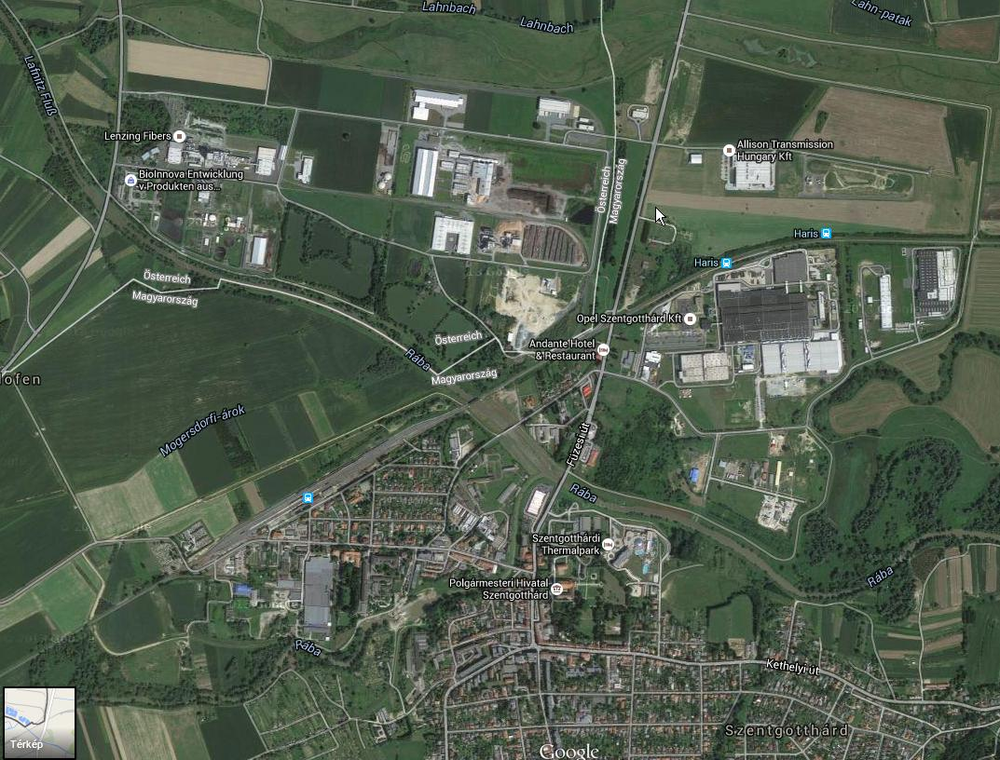 Lahnbach
Lahnbach
Lahn-patak
Lafnitz Fluß
Lenzing Fibers
BioInnova Entwicklung
v Produkten aus...
Allison Transmission
Hungary Kft
Österreich
Magyarország
Haris
Haris
Österreich
Magyarország
Opel Szentgotthárd Kft
Österreich
Andante Hotel
& Restaurant
Rába
Magyarország
lofen
Mogersdorfi-árok
Füzesi út
Rába
Szentgotthárdi
Thermalpark
Rába
Polgármesteri Hivatal
Szentgotthárd
Rába
Kethelyi út
Szentgotthárd
Térkép
Google